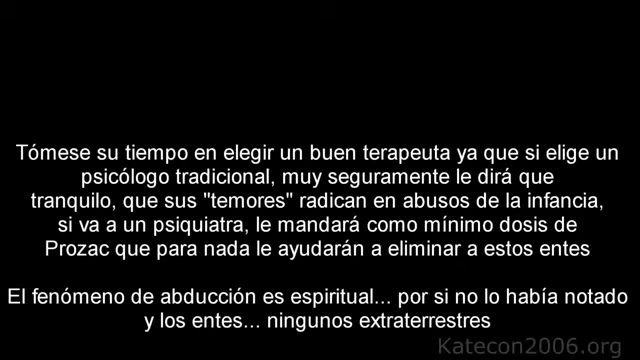 Tómese su tiempo en elegir un buen terapeuta ya que si elige un
psicólogo tradicional, muy seguramente le dirá que
tranquilo, que sus "temores" radican en abusos de la infancia,
si va a un psiquiatra, le mandará como mínimo dosis de
Prozac que para nada le ayudarán a eliminar a estos entes
El fenómeno de abducción es espiritual... por si no lo había notado
y los entes... ningunos extraterrestres
Katecon2006.org